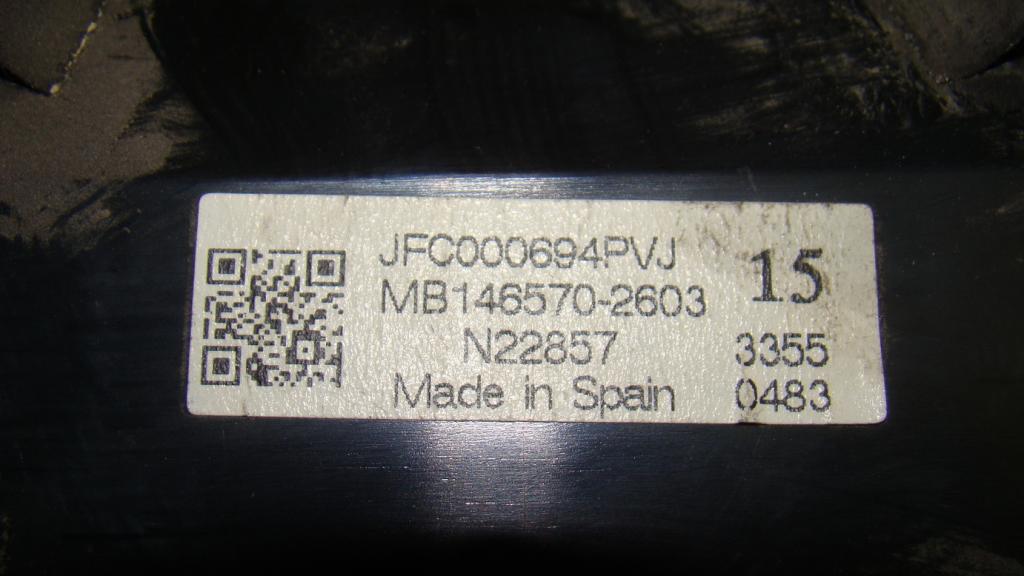 JFC000694PVJ
MB146570-2603
N22857
Made in Spain
15
3355
0483